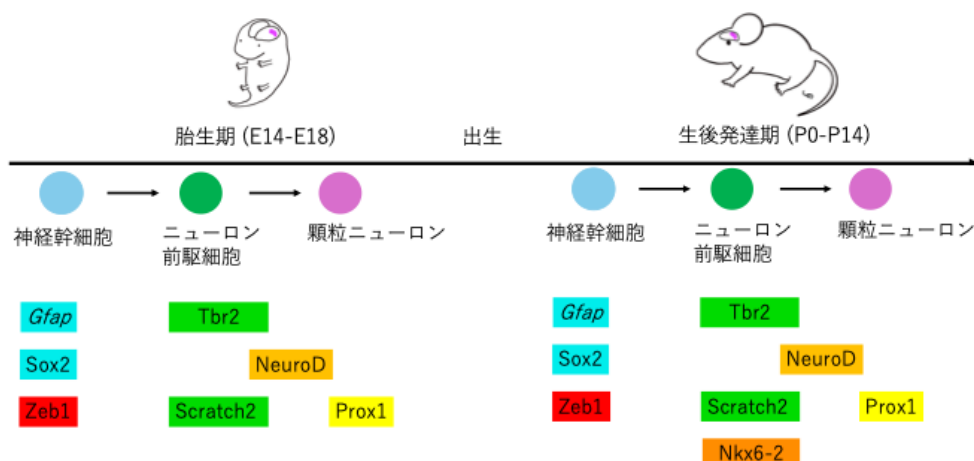 胎生期 (E14-E18)
出生
生後発達期 (P0-P14)
神経幹細胞
ニューロン
前駆細胞
顆粒ニューロン
神経幹細胞
ニューロン
前駆細胞
顆粒ニューロン
Gfap
Tbr2
Gfap
Tbr2
Sox2
NeuroD
Sox2
NeuroD
Zeb1
Scratch2
Prox1
Zeb1
Scratch2
Prox1
Nkx6-2